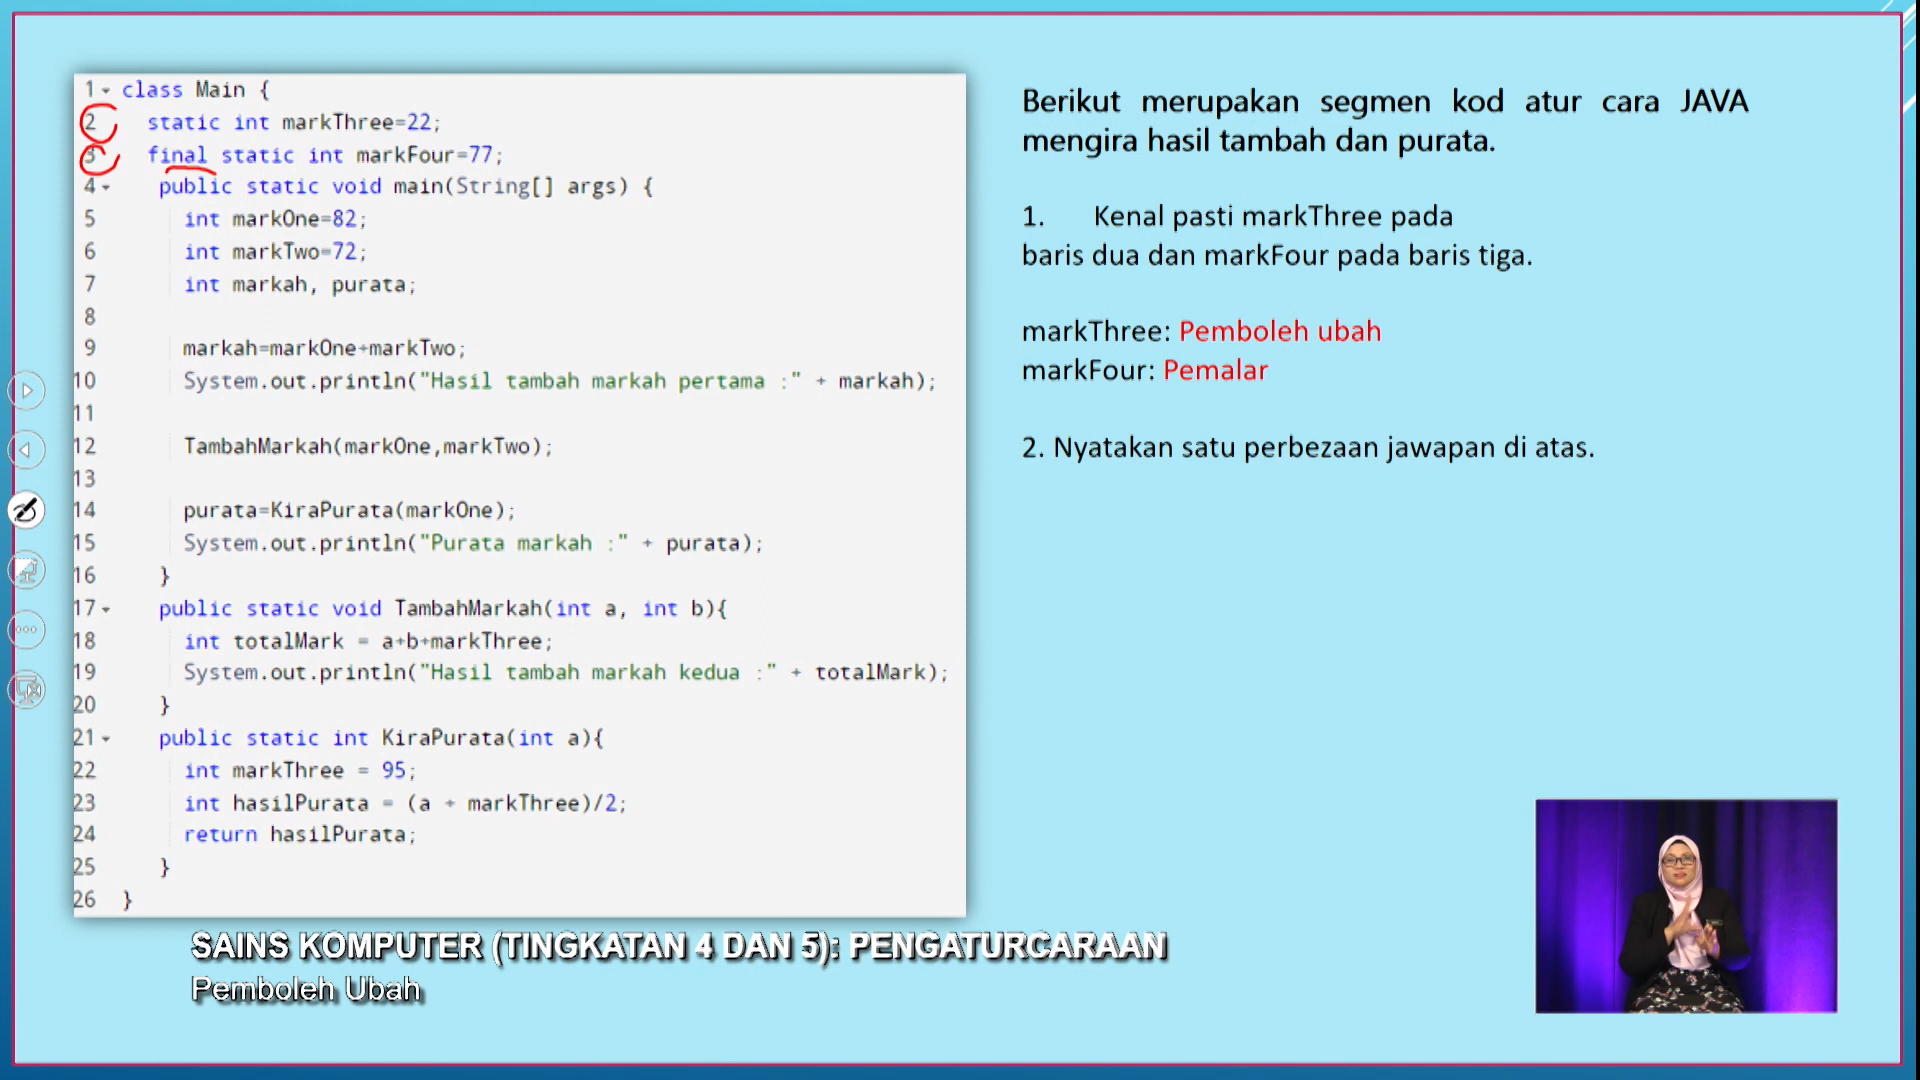 1 class Main {
2 static int markThree=22;
3 final static int markFour=77;
4 public static void main(String[] args) {
5 int markOne=82;
6 int markTwo=72;
7 int markah, purata;
8
9 markah=markOne+markTwo;
10 System.out.println("Hasil tambah markah pertama :" + markah);
11
12 TambahMarkah(markOne,markTwo);
13
14 purata=KiraPurata(markOne);
15 System.out.println("Purata markah :" + purata);
16 }
17 public static void TambahMarkah(int a, int b){
18 int totalMark = a+b+markThree;
19 System.out.println("Hasil tambah markah kedua :" + totalMark);
20 }
21 public static int KiraPurata(int a){
22 int markThree = 95;
23 int hasilPurata = (a + markThree)/2;
24 return hasilPurata;
25 }
26 }
Berikut merupakan segmen kod atur cara JAVA
mengira hasil tambah dan purata.
1. Kenal pasti markThree pada
baris dua dan markFour pada baris tiga.
markThree: Pemboleh ubah
markFour: Pemalar
2. Nyatakan satu perbezaan jawapan di atas.
SAINS KOMPUTER (TINGKATAN 4 DAN 5): PENGATURCARAAN
Pemboleh Ubah